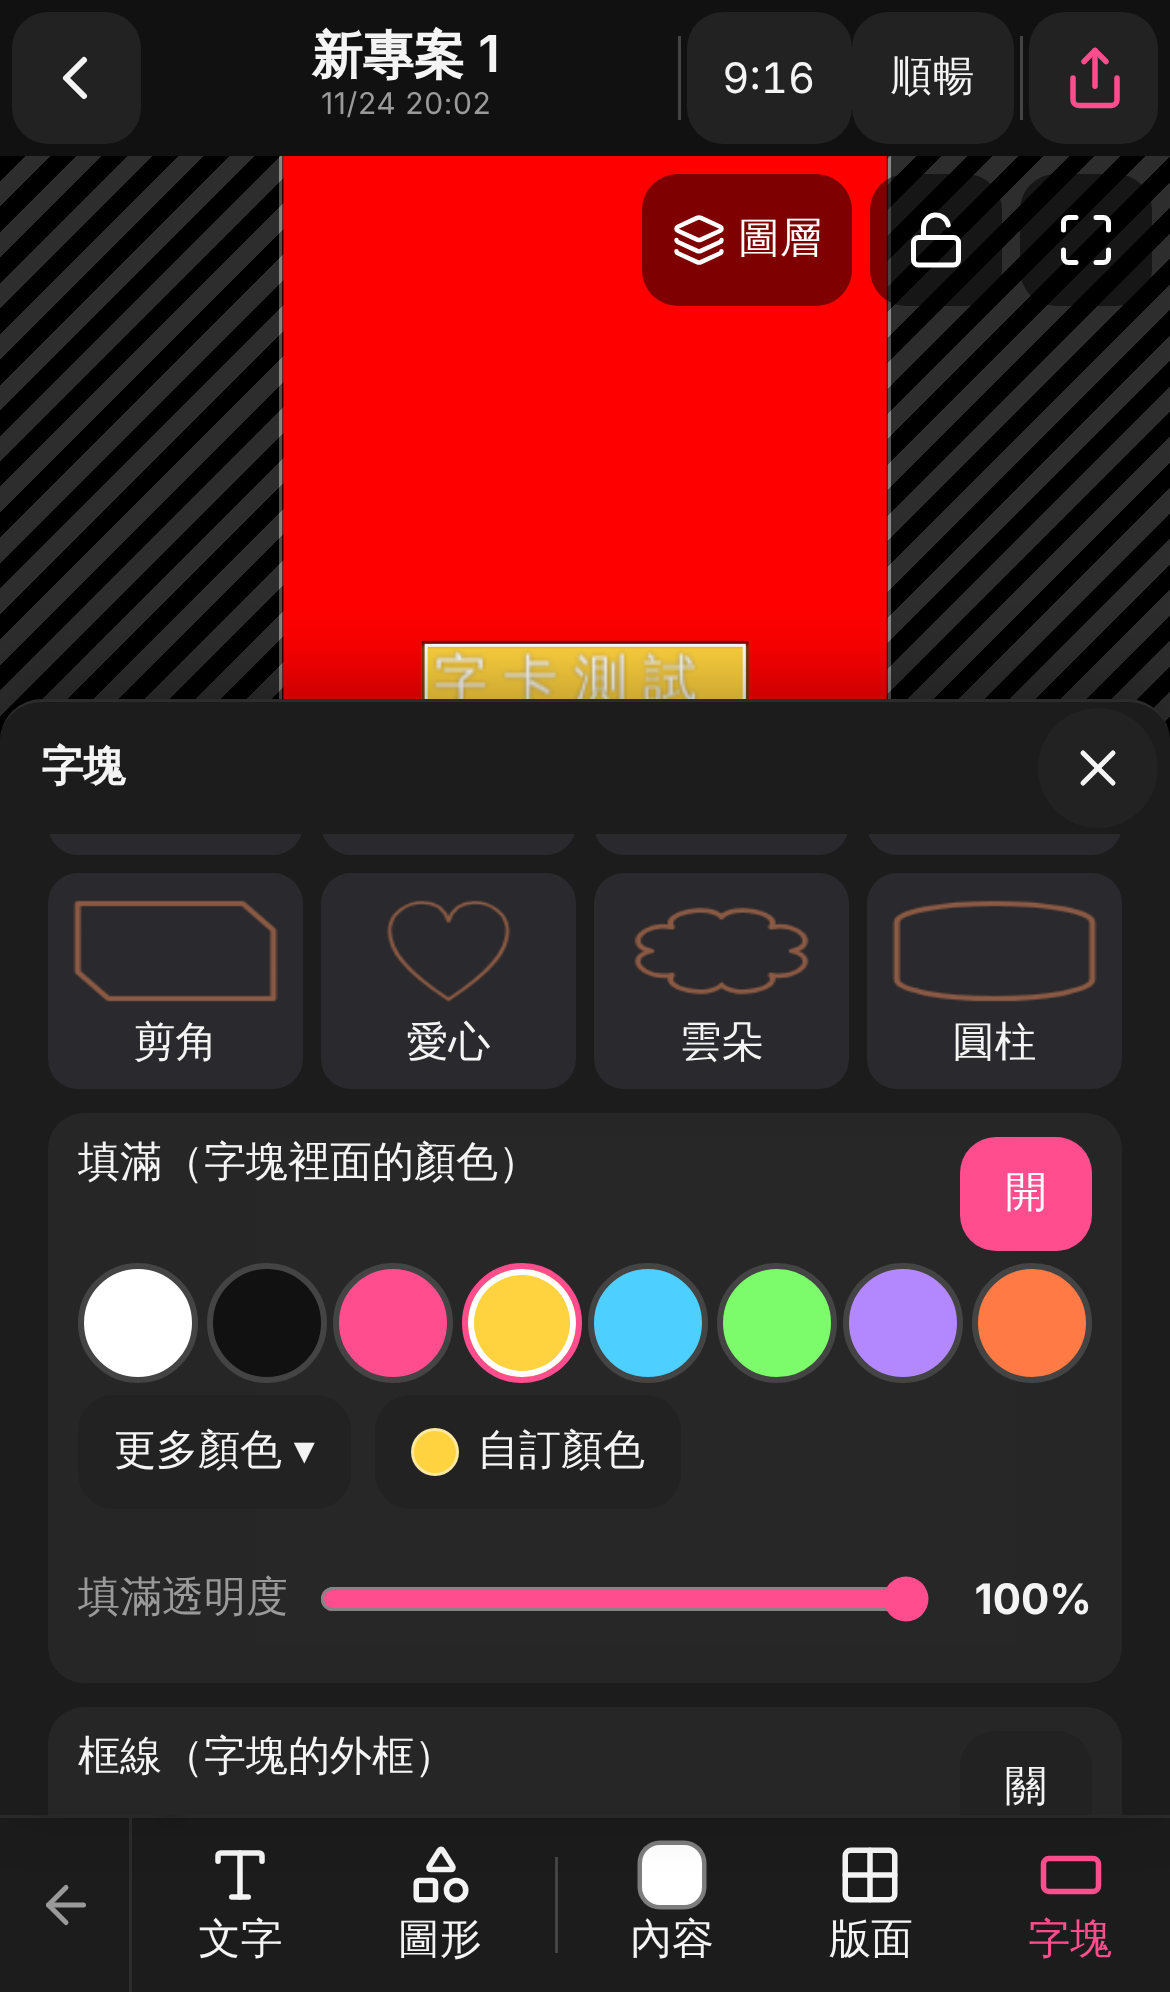 新專案 1
11/24 20:02
9:16
順暢
圖層
字卡測試
字塊
剪角
愛心
雲朵
圓柱
填滿（字塊裡面的顏色）
開
更多顏色 ▾
自訂顏色
填滿透明度
100%
框線（字塊的外框）
關
文字
圖形
內容
版面
字塊